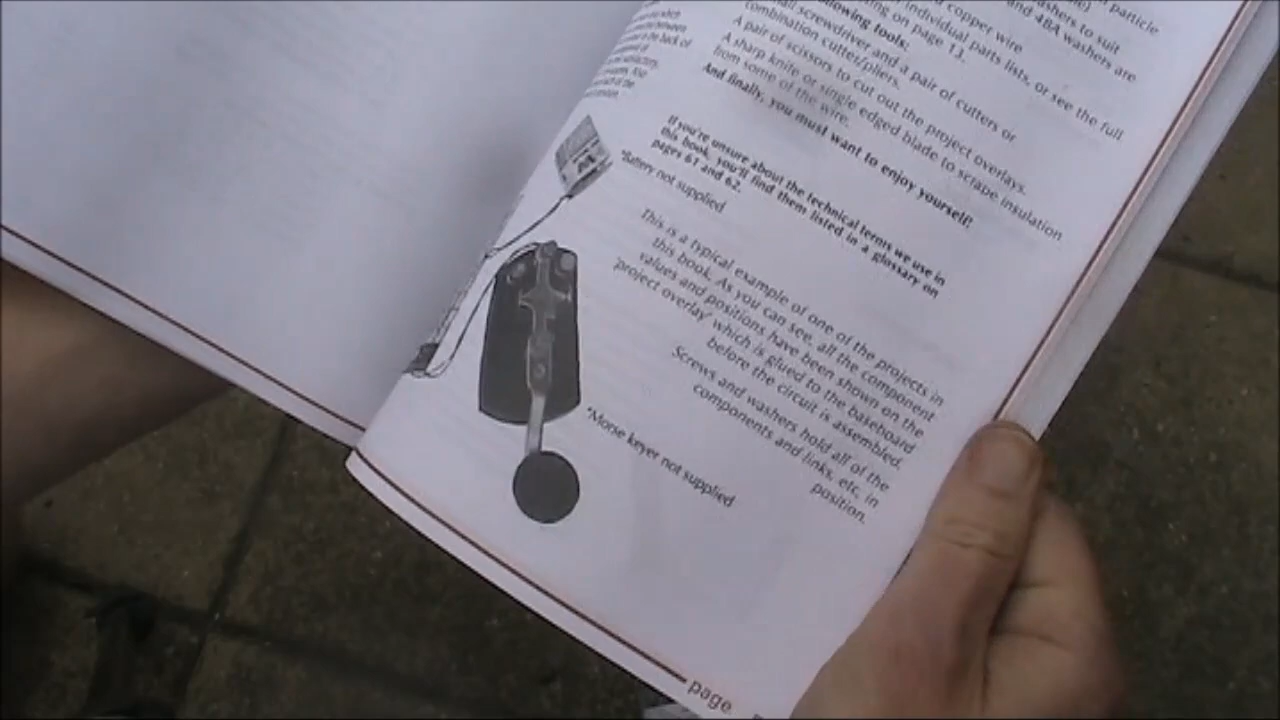 particle
washers to suit
and 4BA washers are
copper wire
individual parts lists, or see the full
on page 13.
following tools:
screwdriver and a pair of cutters or
combination cutter/pliers.
A pair of scissors to cut out the project overlays.
A sharp knife or single edged blade to scrape insulation
from some of the wire.
And finally, you must want to enjoy yourself!
If you're unsure about the technical terms we use in
this book, you'll find them listed in a glossary on
pages 61 and 62.
*Battery not supplied
This is a typical example of one of the projects in
this book. As you can see, all the component
values and positions have been shown on the
'project overlay' which is glued to the baseboard
before the circuit is assembled.
Screws and washers hold all of the
components and links, etc, in
position.
*Morse keyer not supplied
page